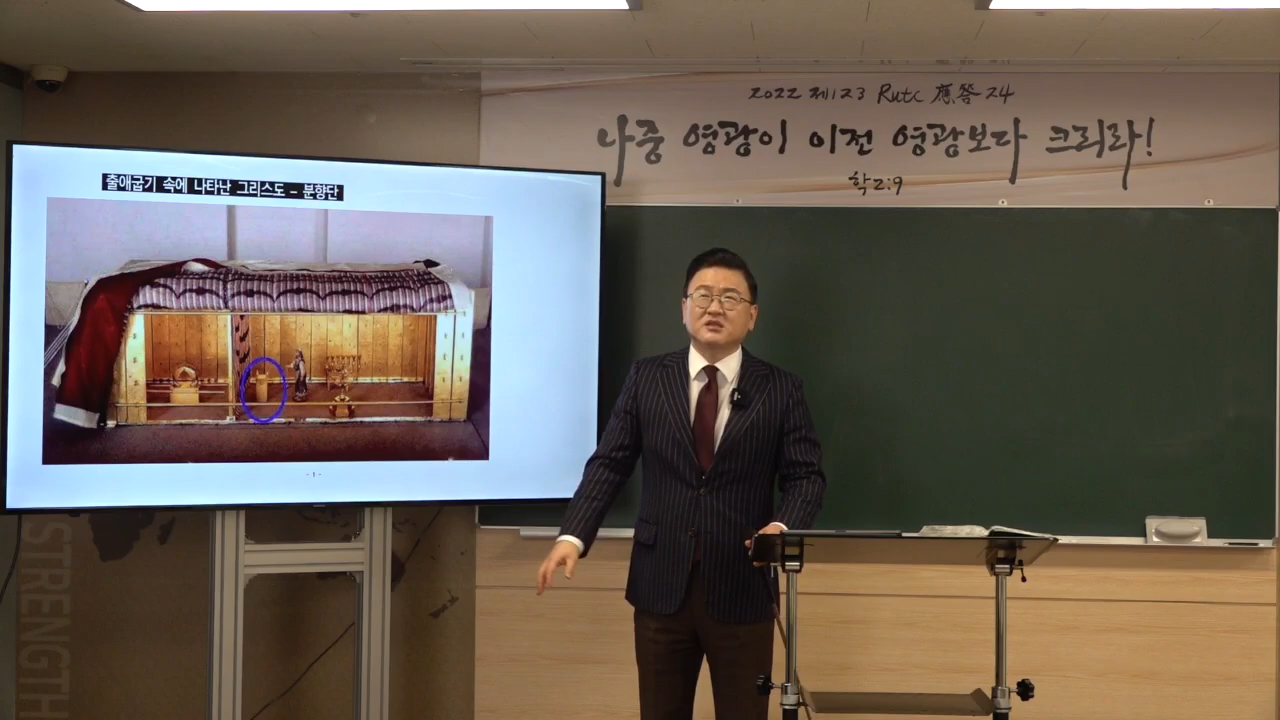 2022 제123 Rutc 應答 24
나중 영광이 이전 영광보다 크리라!
학2:9
출애굽기 속에 나타난 그리스도 – 분향단
- 1 -
STRENGTH